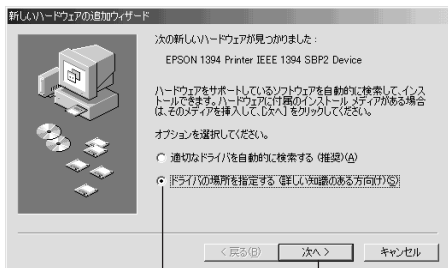 新しいハードウェアの追加ウィザード
次の新しいハードウェアが見つかりました :
EPSON 1394 Printer IEEE 1394 SBP2 Device
ハードウェアをサポートしているソフトウェアを自動的に検索して、インス
トールできます。ハードウェアに付属のインストール メディアがある場合
は、そのメディアを挿入して、[次へ] をクリックしてください。
オプションを選択してください。
適切なドライバを自動的に検索する (推奨)(A)
ドライバの場所を指定する (詳しい知識のある方向け)(S)
< 戻る(B)
次へ >
キャンセル